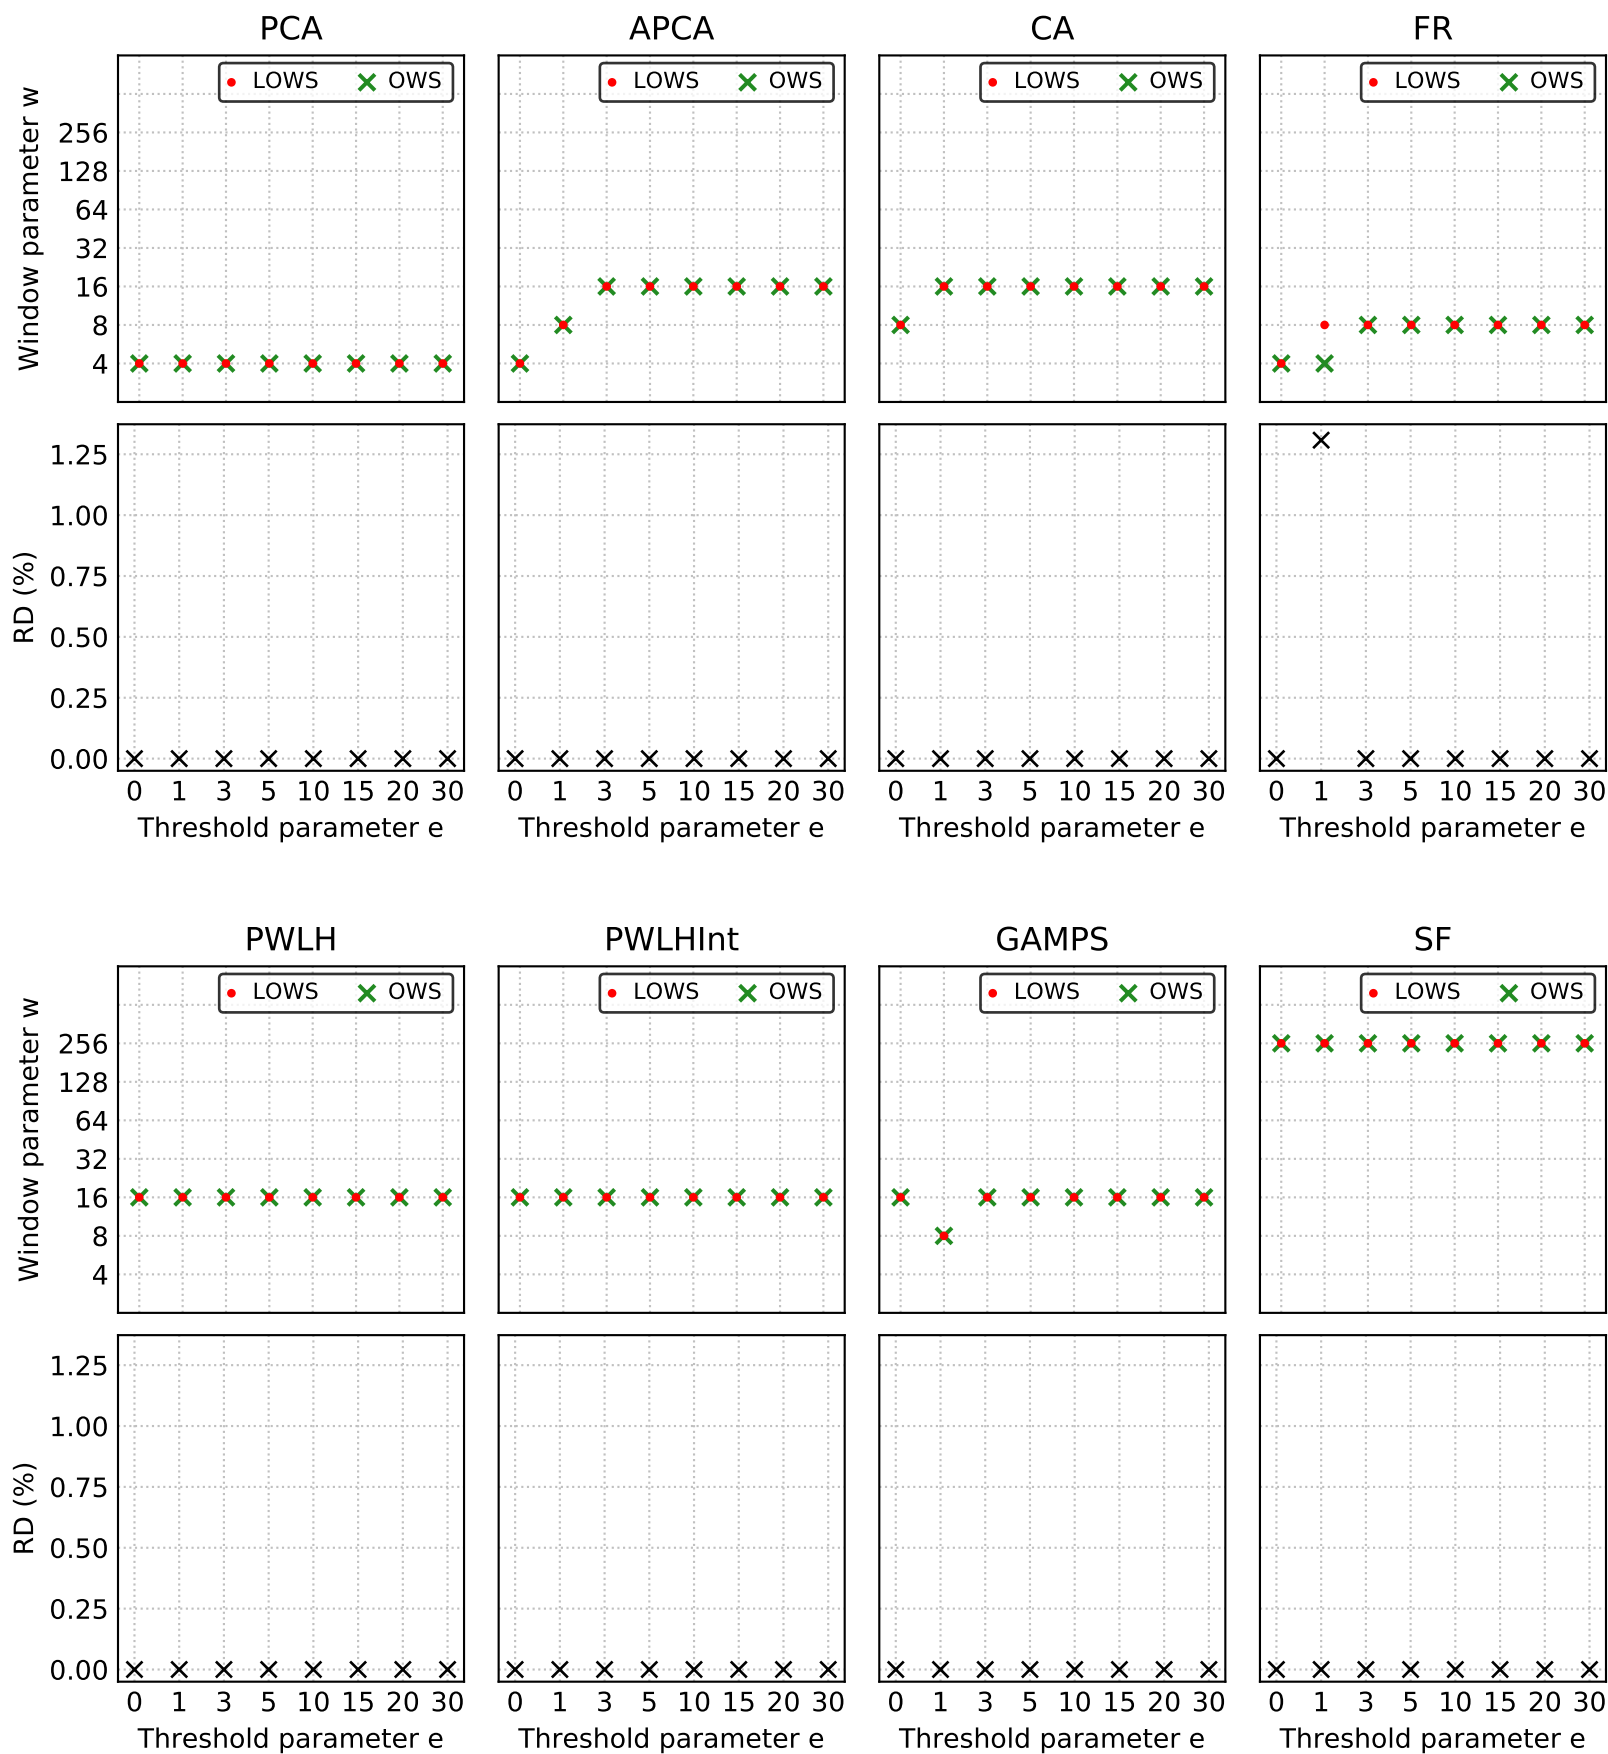 PCA APCA CA FR
LOWS OWS LOWS OWS LOWS OWS LOWS OWS
Window parameter w
256
128
64
32
16
8
4
RD (%)
1.25
1.00
0.75
0.50
0.25
0.00
0 1 3 5 10 15 20 30 0 1 3 5 10 15 20 30 0 1 3 5 10 15 20 30 0 1 3 5 10 15 20 30
Threshold parameter e Threshold parameter e Threshold parameter e Threshold parameter e
PWLH PWLHInt GAMPS SF
LOWS OWS LOWS OWS LOWS OWS LOWS OWS
Window parameter w
256
128
64
32
16
8
4
RD (%)
1.25
1.00
0.75
0.50
0.25
0.00
0 1 3 5 10 15 20 30 0 1 3 5 10 15 20 30 0 1 3 5 10 15 20 30 0 1 3 5 10 15 20 30
Threshold parameter e Threshold parameter e Threshold parameter e Threshold parameter e